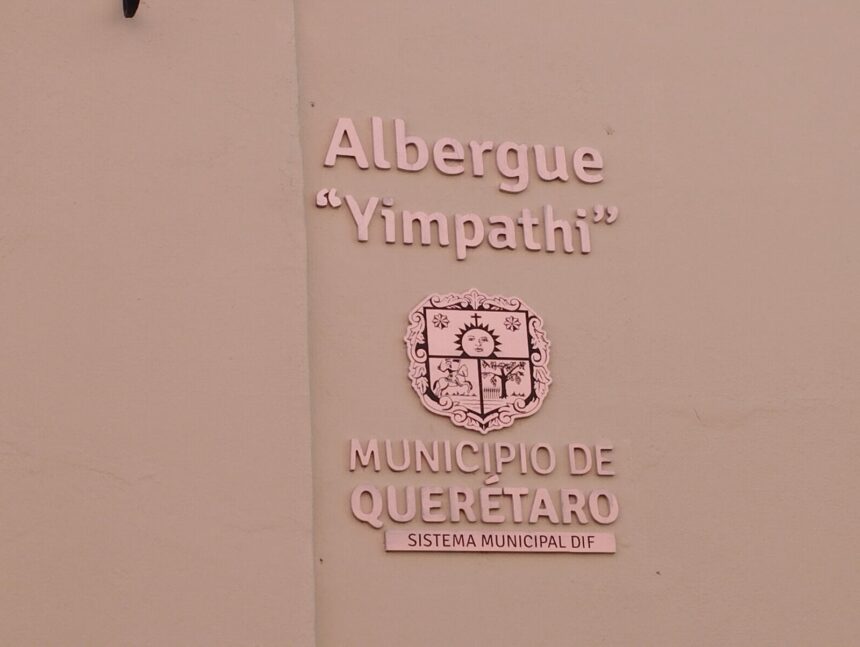 Albergue
“Yimpathi”
MUNICIPIO DE
QUERÉTARO
SISTEMA MUNICIPAL DIF